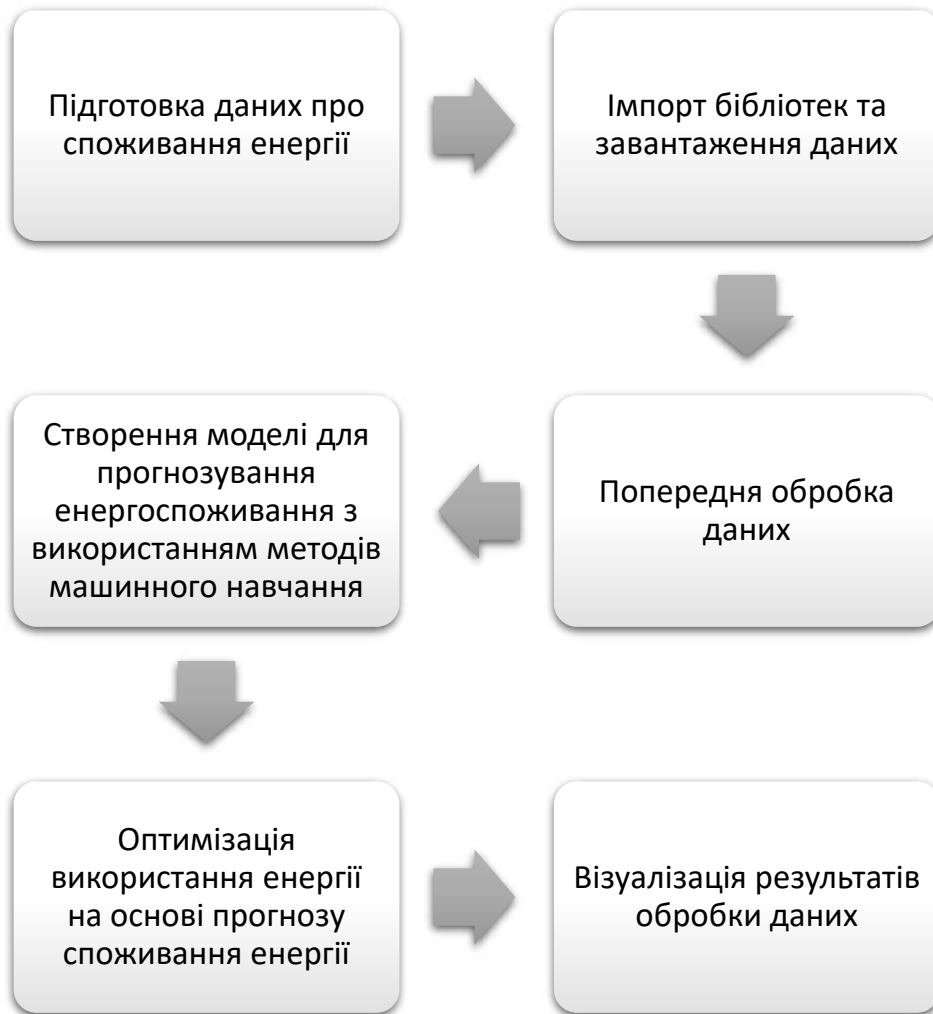 Підготовка даних про
споживання енергії
Імпорт бібліотек та
завантаження даних
Попередня обробка
даних
Створення моделі для
прогнозування
енергоспоживання з
використанням методів
машинного навчання
Оптимізація
використання енергії
на основі прогнозу
споживання енергії
Візуалізація результатів
обробки даних